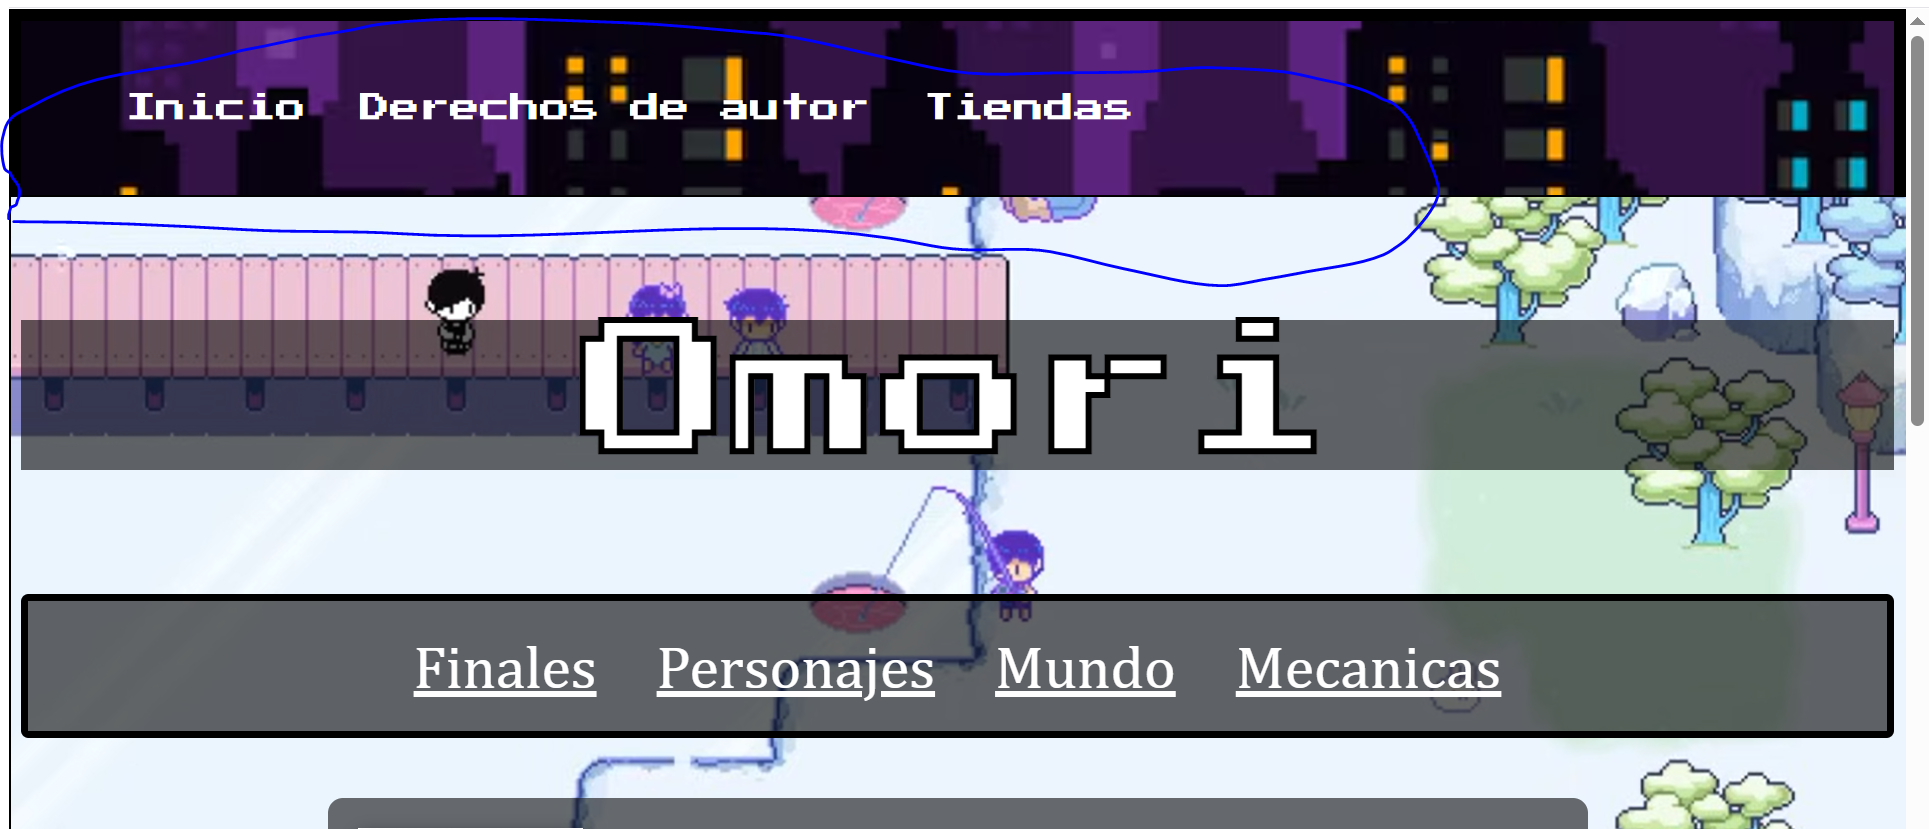 Inicio Derechos de autor Tiendas
Omori
Finales Personajes Mundo Mecanicas